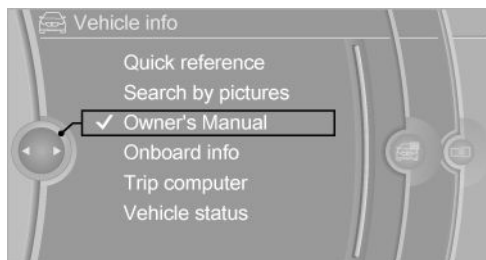 Vehicle info
Quick reference
Search by pictures
Owner's Manual
Onboard info
Trip computer
Vehicle status